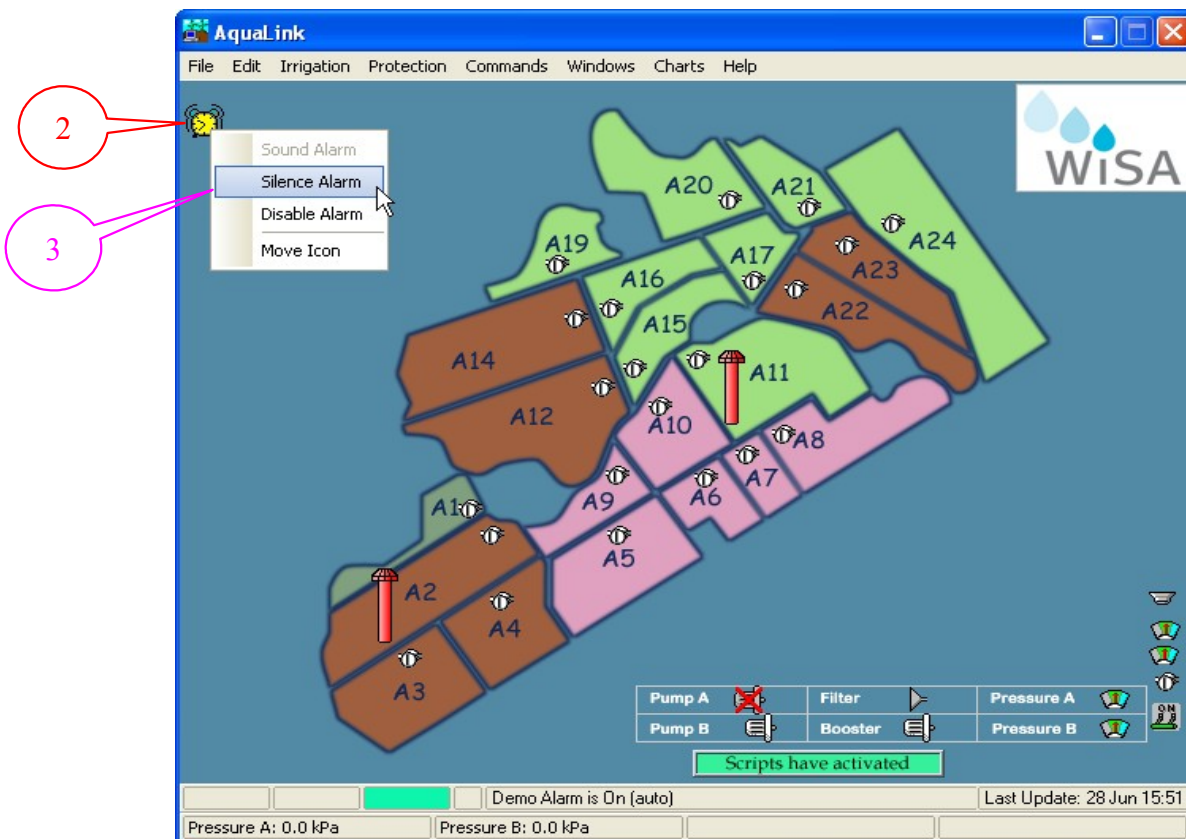 AquaLink
File Edit Irrigation Protection Commands Windows Charts Help
2
Sound Alarm
Silence Alarm
Disable Alarm
Move Icon
3
WiSA
A20
A21
A24
A19
A17
A23
A16
A22
A15
A14
A11
A12
A10
A8
A7
A9
A6
A1
A5
A2
A4
A3
Pump A Filter Pressure A
Pump B Booster Pressure B
ON
Scripts have activated
Demo Alarm is On (auto) Last Update: 28 Jun 15:51
Pressure A: 0.0 kPa Pressure B: 0.0 kPa